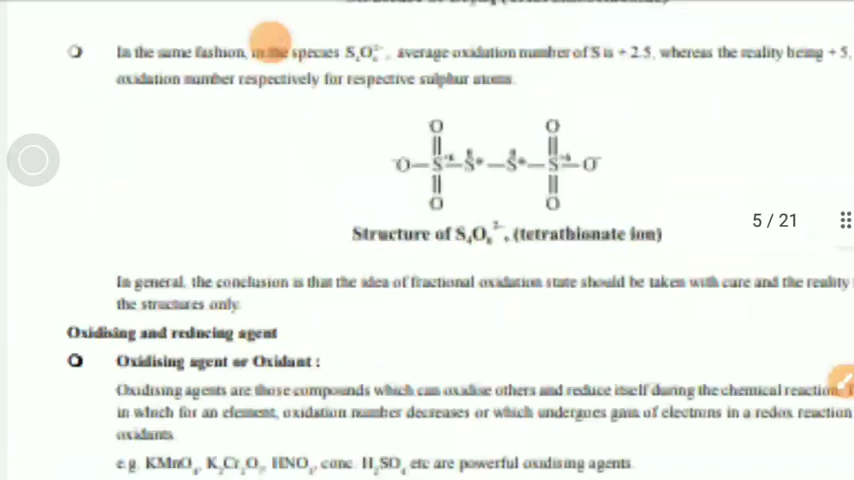 In the same fashion, in the species S₄O₆²⁻, average oxidation number of S is + 2.5, whereas the reality being + 5,
oxidation number respectively for respective sulphur atoms.
O O
⁻O—S—S—S—S—O⁻
O O
Structure of S₄O₆²⁻, (tetrathionate ion)
5 / 21
In general, the conclusion is that the idea of fractional oxidation state should be taken with care and the reality
the structures only.
Oxidising and reducing agent
Oxidising agent or Oxidant :
Oxidising agents are those compounds which can oxidise others and reduce itself during the chemical reaction.
in which for an element, oxidation number decreases or which undergoes gain of electrons in a redox reaction
oxidants.
e.g. KMnO₄, K₂Cr₂O₇, HNO₃, conc. H₂SO₄ etc are powerful oxidising agents.